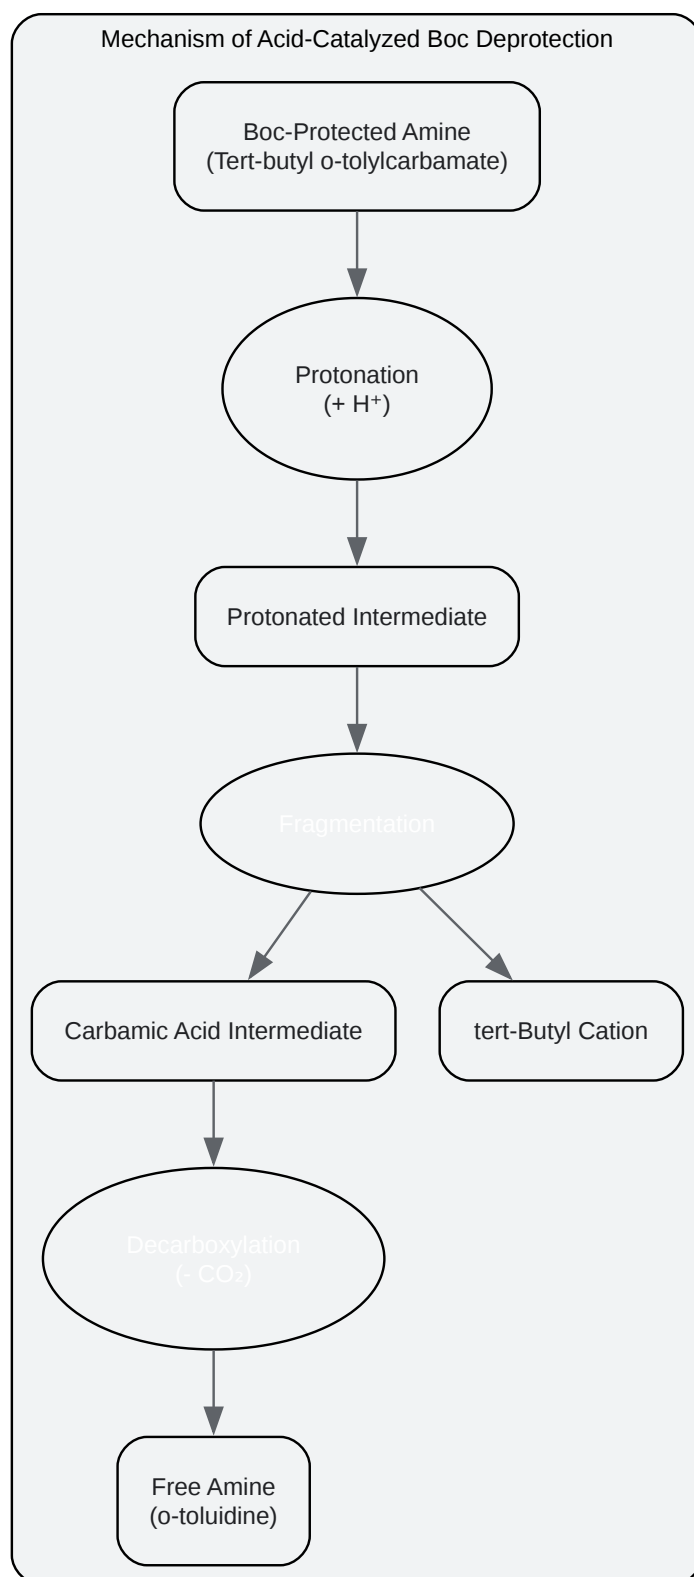 Mechanism of Acid-Catalyzed Boc Deprotection
Boc-Protected Amine
(Tert-butyl o-tolylcarbamate)
Protonation
(+ H⁺)
Protonated Intermediate
Fragmentation
Carbamic Acid Intermediate
tert-Butyl Cation
Decarboxylation
(- CO₂)
Free Amine
(o-toluidine)